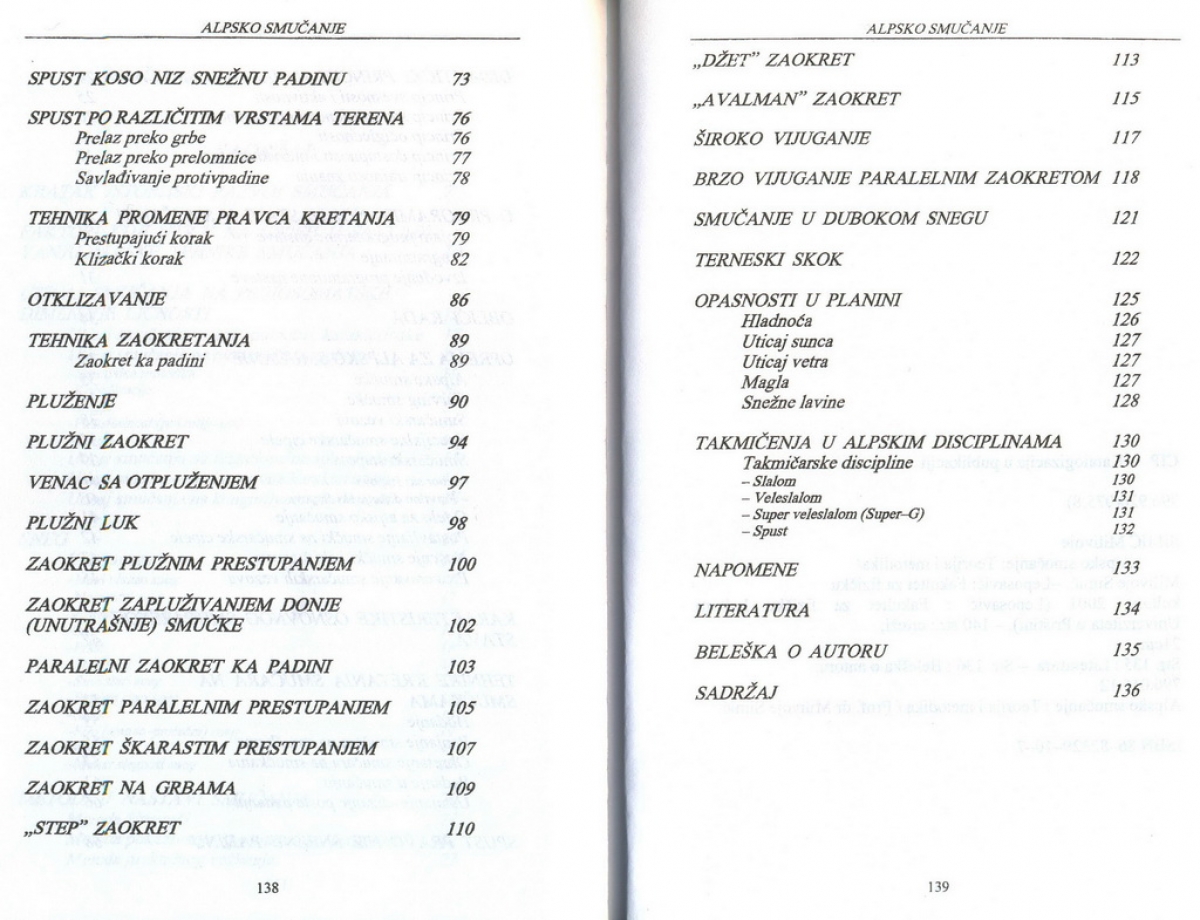 ALPSKO SMUČANJE
SPUST KOSO NIZ SNEŽNU PADINU 73
SPUST PO RAZLIČITIM VRSTAMA TERENA 76
Prelaz preko grbe 76
Prelaz preko prelomnice 77
Savlađivanje protivpadine 78
TEHNIKA PROMENE PRAVCA KRETANJA 79
Prestupajući korak 79
Klizački korak 82
OTKLIZAVANJE 86
TEHNIKA ZAOKRETANJA 89
Zaokret ka padini 89
PLUŽENJE 90
PLUŽNI ZAOKRET 94
VENAC SA OTPLUŽENJEM 97
PLUŽNI LUK 98
ZAOKRET PLUŽNIM PRESTUPANJEM 100
ZAOKRET ZAPLUŽIVANJEM DONJE
(UNUTRAŠNJE) SMUČKE 102
PARALELNI ZAOKRET KA PADINI 103
ZAOKRET PARALELNIM PRESTUPANJEM 105
ZAOKRET ŠKARASTIM PRESTUPANJEM 107
ZAOKRET NA GRBAMA 109
„STEP” ZAOKRET 110
138
ALPSKO SMUČANJE
„DŽET” ZAOKRET 113
„AVALMAN” ZAOKRET 115
ŠIROKO VIJUGANJE 117
BRZO VIJUGANJE PARALELNIM ZAOKRETOM 118
SMUČANJE U DUBOKOM SNEGU 121
TERNESKI SKOK 122
OPASNOSTI U PLANINI 125
Hladnoća 126
Uticaj sunca 127
Uticaj vetra 127
Magla 127
Snežne lavine 128
TAKMIČENJA U ALPSKIM DISCIPLINAMA 130
Takmičarske discipline 130
– Slalom 130
– Veleslalom 131
– Super veleslalom (Super–G) 131
– Spust 132
NAPOMENE 133
LITERATURA 134
BELEŠKA O AUTORU 135
SADRŽAJ 136
139